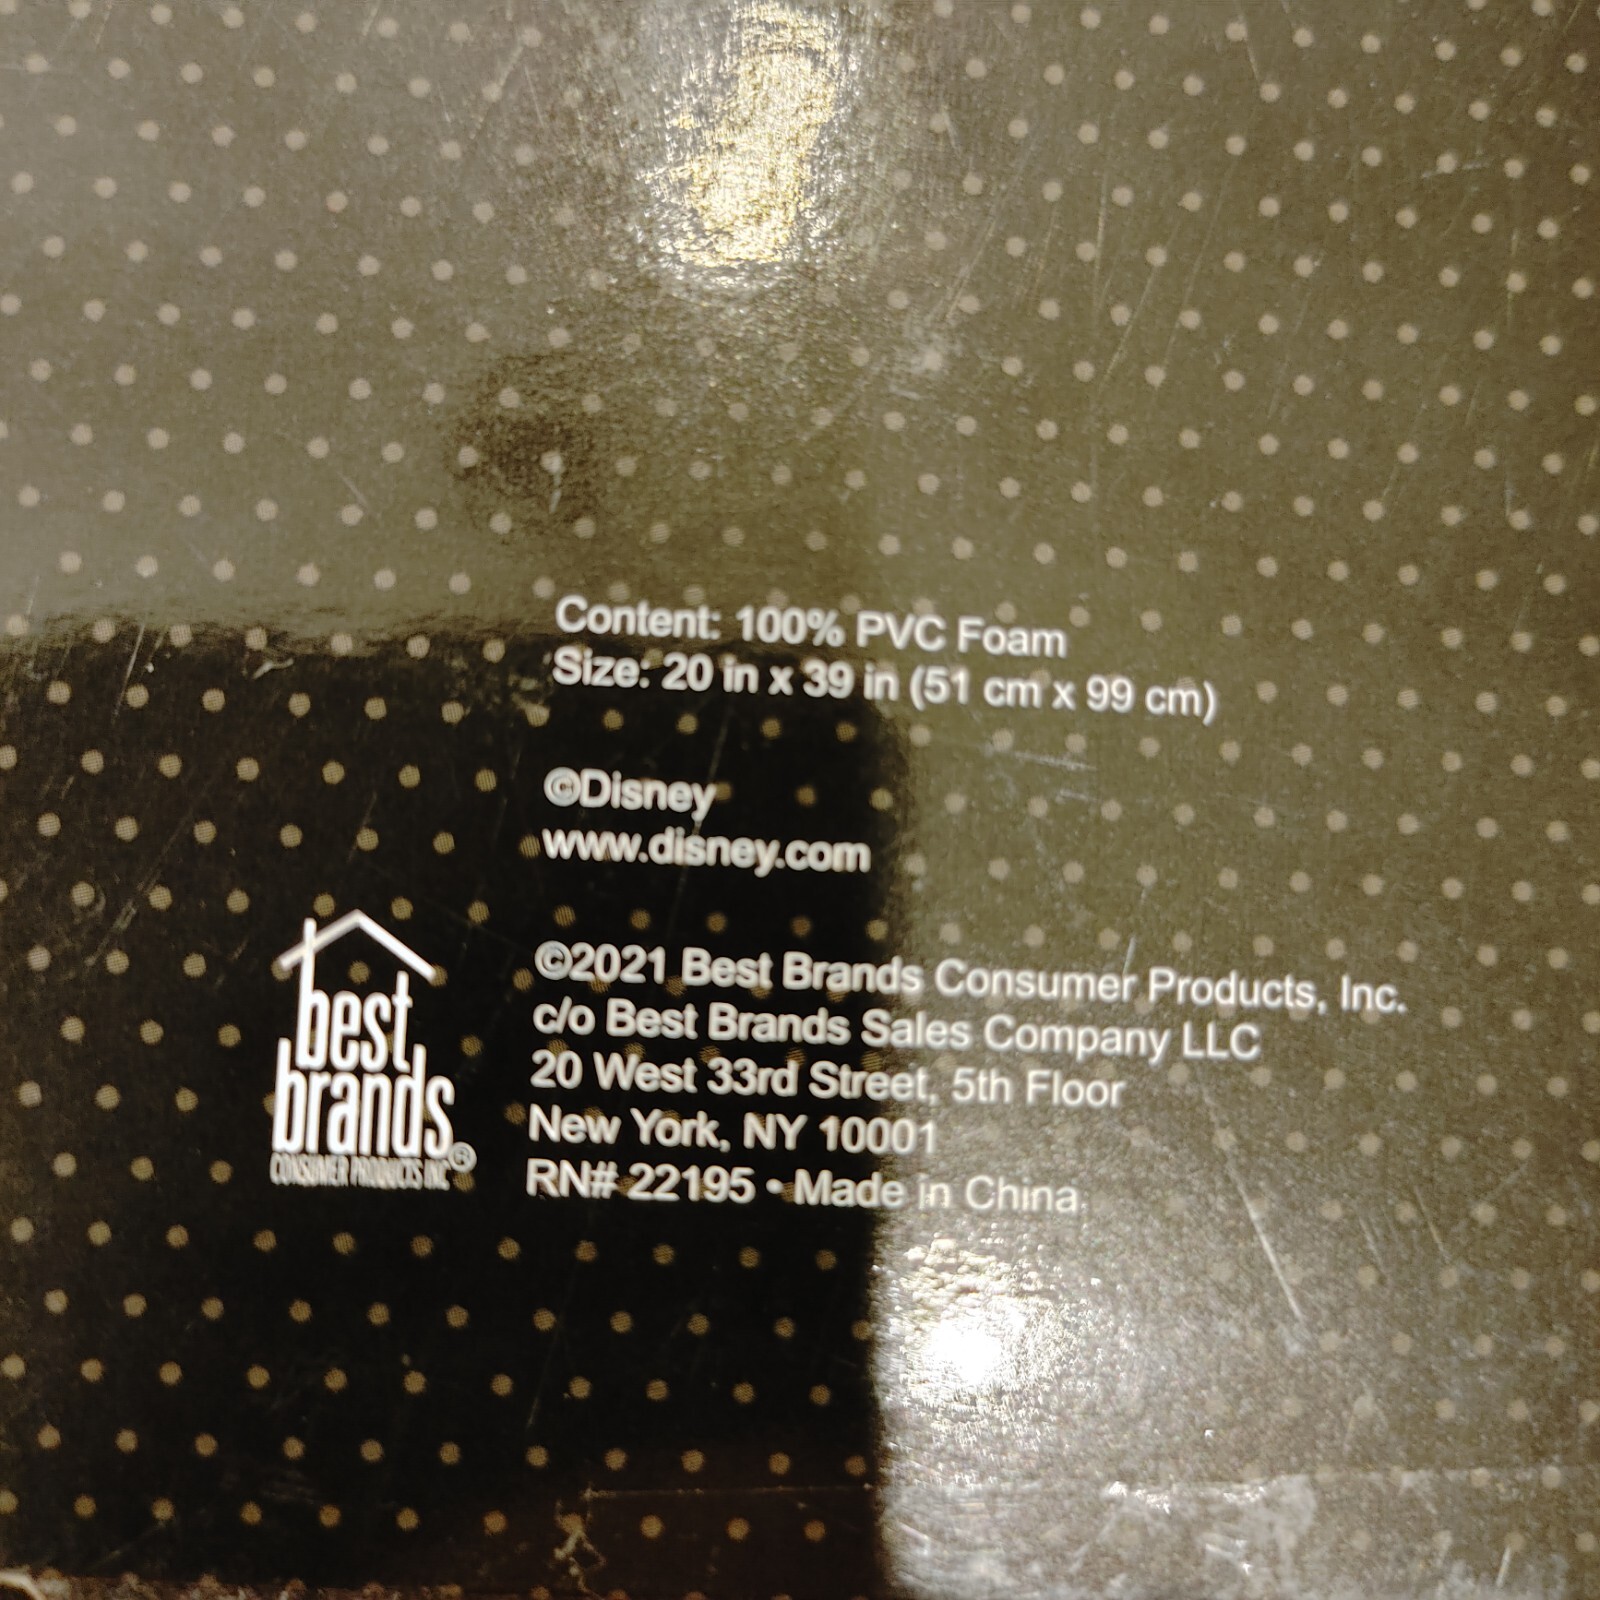 Content: 100% PVC Foam
Size: 20 in x 39 in (51 cm x 99 cm)
©Disney
www.disney.com
best
brands®
CONSUMER PRODUCTS INC
©2021 Best Brands Consumer Products, Inc.
c/o Best Brands Sales Company LLC
20 West 33rd Street, 5th Floor
New York, NY 10001
RN# 22195 • Made in China.